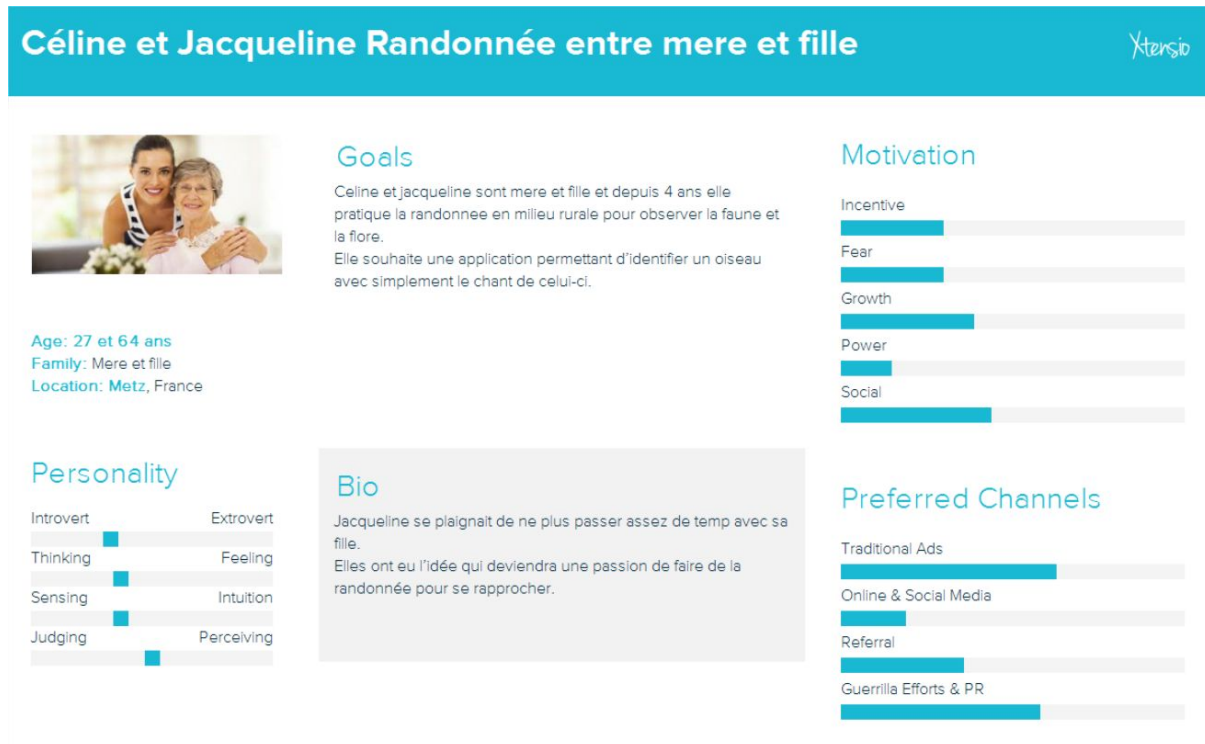 Céline et Jacqueline Randonnée entre mere et fille
Xtensio
Goals
Celine et jacqueline sont mere et fille et depuis 4 ans elle
pratique la randonnee en milieu rurale pour observer la faune et
la flore.
Elle souhaite une application permettant d'identifier un oiseau
avec simplement le chant de celui-ci.
Age: 27 et 64 ans
Family: Mere et fille
Location: Metz, France
Motivation
Incentive
Fear
Growth
Power
Social
Personality
Introvert Extrovert
Thinking Feeling
Sensing Intuition
Judging Perceiving
Bio
Jacqueline se plaignait de ne plus passer assez de temp avec sa
fille.
Elles ont eu l'idée qui deviendra une passion de faire de la
randonnée pour se rapprocher.
Preferred Channels
Traditional Ads
Online & Social Media
Referral
Guerrilla Efforts & PR